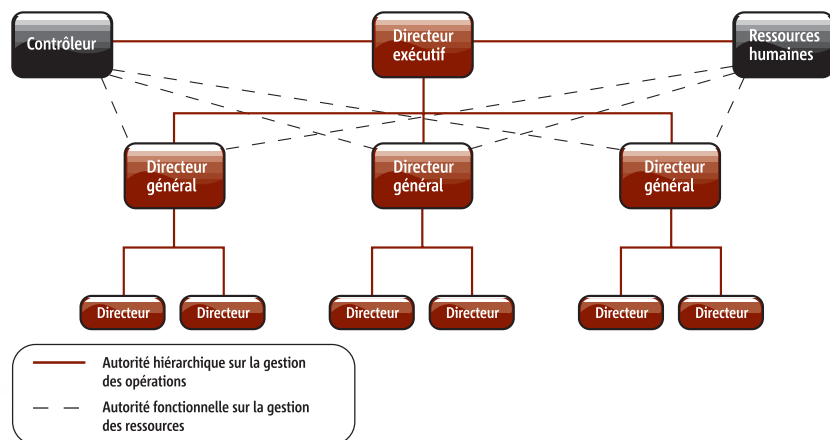 Contrôleur
Directeur
exécutif
Ressources
humaines
Directeur
général
Directeur
général
Directeur
général
Directeur
Directeur
Directeur
Directeur
Directeur
Directeur
Autorité hiérarchique sur la gestion
des opérations
Autorité fonctionnelle sur la gestion
des ressources